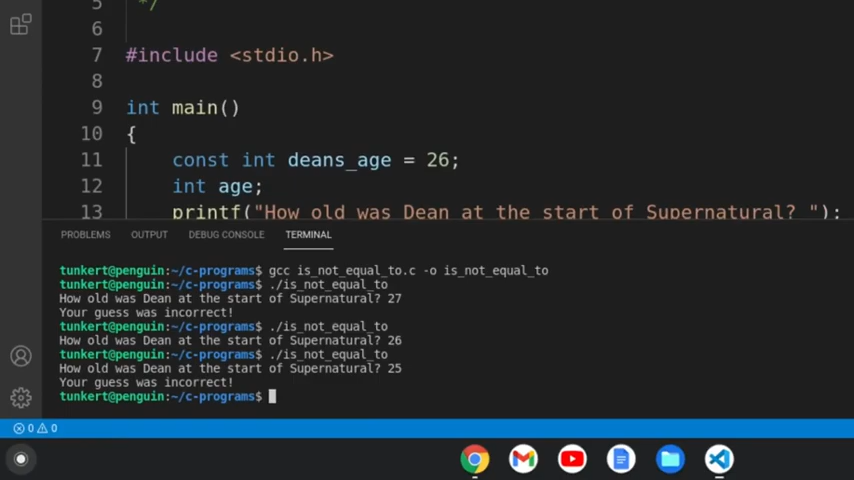 5 */
6
7 #include <stdio.h>
8
9 int main()
10 {
11 const int deans_age = 26;
12 int age;
13 printf("How old was Dean at the start of Supernatural? ");
PROBLEMS OUTPUT DEBUG CONSOLE TERMINAL
tunkert@penguin:~/c-programs$ gcc is_not_equal_to.c -o is_not_equal_to
tunkert@penguin:~/c-programs$ ./is_not_equal_to
How old was Dean at the start of Supernatural? 27
Your guess was incorrect!
tunkert@penguin:~/c-programs$ ./is_not_equal_to
How old was Dean at the start of Supernatural? 26
tunkert@penguin:~/c-programs$ ./is_not_equal_to
How old was Dean at the start of Supernatural? 25
Your guess was incorrect!
tunkert@penguin:~/c-programs$
0 0